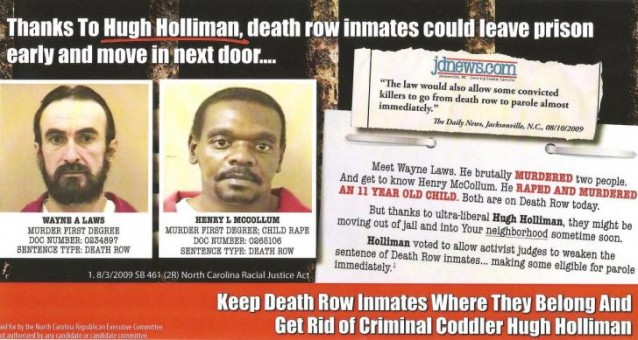 Thanks To Hugh Holliman, death row inmates could leave prison
early and move in next door....
jdnews.com
"The law would also allow some convicted
killers to go from death row to parole almost
immediately."
The Daily News, Jacksonville, N.C., 08/10/2009
WAYNE A LAWS
MURDER FIRST DEGREE
DOC NUMBER: 0234897
SENTENCE TYPE: DEATH ROW
HENRY L MCCOLLUM
MURDER FIRST DEGREE; CHILD RAPE
DOC NUMBER: 0265106
SENTENCE TYPE: DEATH ROW
Meet Wayne Laws. He brutally MURDERED two people.
And get to know Henry McCollum. He RAPED AND MURDERED
AN 11 YEAR OLD CHILD. Both are on Death Row today.
But thanks to ultra-liberal Hugh Holliman, they might be
moving out of jail and into Your neighborhood sometime soon.
Holliman voted to allow activist judges to weaken the
sentence of Death Row inmates... making some eligible for parole
immediately.¹
1. 8/3/2009 SB 461 (2R) North Carolina Racial Justice Act
Keep Death Row Inmates Where They Belong And
Get Rid of Criminal Coddler Hugh Holliman
aid for by the North Carolina Republican Executive Committee
not authorized by any candidate or candidate committee.